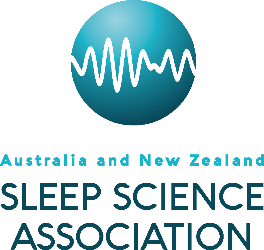 Australia and New Zealand
SLEEP SCIENCE
ASSOCIATION